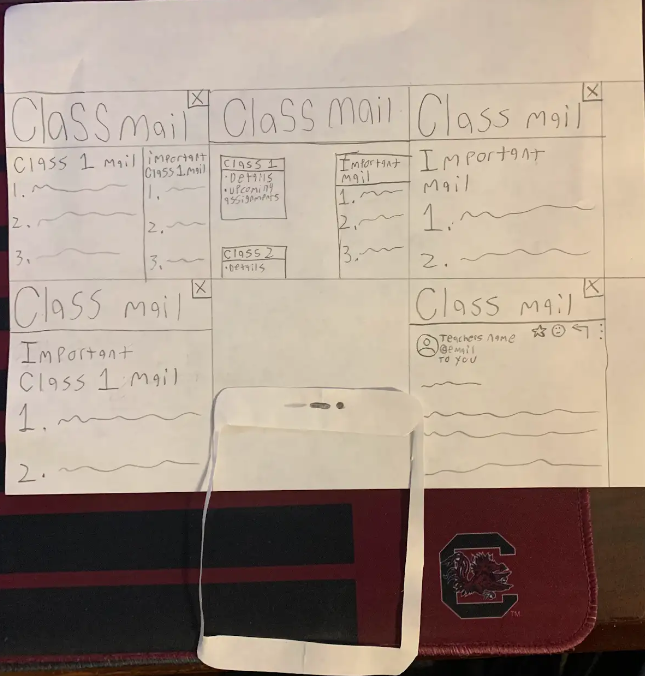 Class mail
X
Class 1 Mail
1.
2.
3.
important
Class 1 mail
1.
2.
3.
Class mail
Class 1
• Details
• upcoming
assignments
Class 2
• Details
Important
mail
1.
2.
3.
Class mail
X
Important
mail
1.
2.
Class mail
X
Important
Class 1 mail
1.
2.
Class mail
X
Teachers name
@email
TO you
C
TM